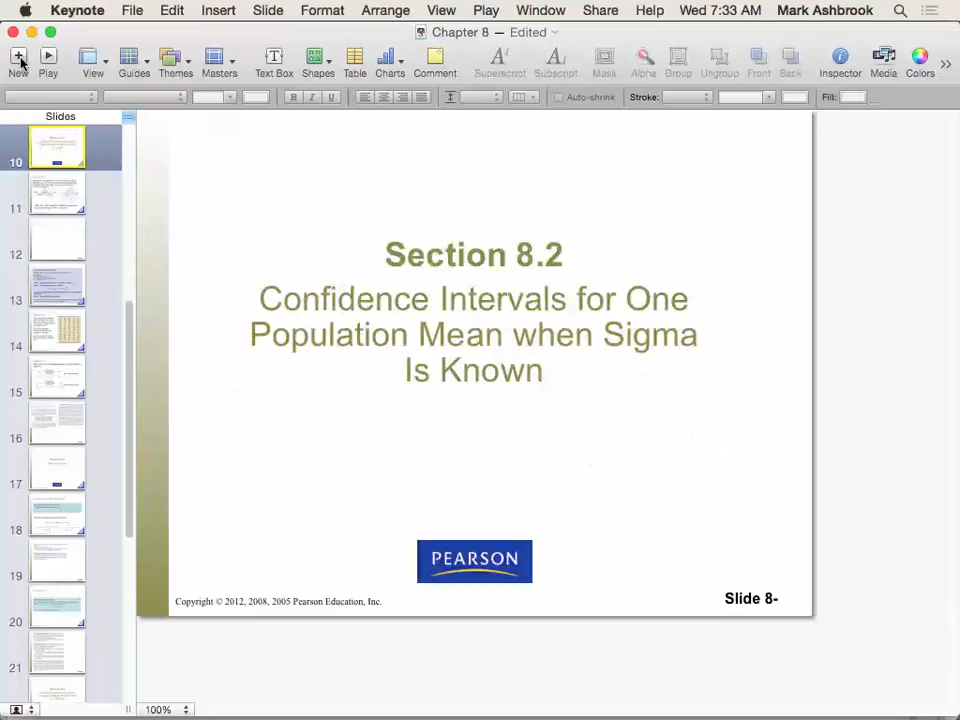 Keynote File Edit Insert Slide Format Arrange View Play Window Share Help Wed 7:33 AM Mark Ashbrook
Chapter 8 — Edited
New Play View Guides Themes Masters Text Box Shapes Table Charts Comment Superscript Subscript Mask Alpha Group Ungroup Front Back Inspector Media Colors
B I U Auto-shrink Stroke: Fill:
Slides
10
11
12
13
14
15
16
17
18
19
20
21
Section 8.2
Confidence Intervals for One
Population Mean when Sigma
Is Known
PEARSON
Copyright © 2012, 2008, 2005 Pearson Education, Inc.
Slide 8-
100%